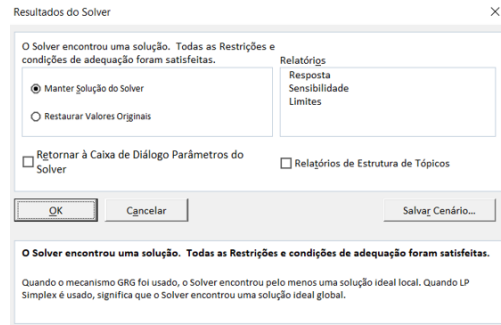 Resultados do Solver
O Solver encontrou uma solução. Todas as Restrições e
condições de adequação foram satisfeitas.
Relatórios
Resposta
Sensibilidade
Limites
Manter Solução do Solver
Restaurar Valores Originais
Retornar à Caixa de Diálogo Parâmetros do
Solver
Relatórios de Estrutura de Tópicos
OK
Cancelar
Salvar Cenário...
O Solver encontrou uma solução. Todas as Restrições e condições de adequação foram satisfeitas.
Quando o mecanismo GRG foi usado, o Solver encontrou pelo menos uma solução ideal local. Quando LP
Simplex é usado, significa que o Solver encontrou uma solução ideal global.